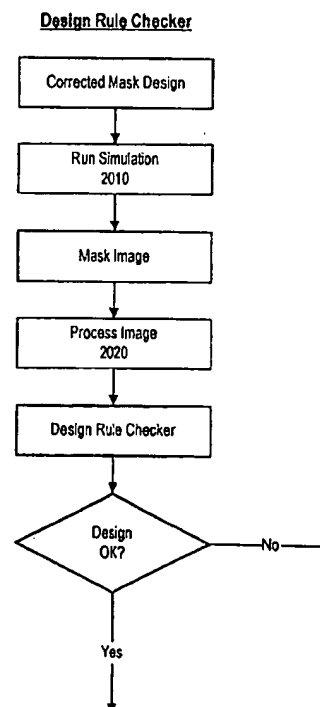 Design Rule Checker
Corrected Mask Design
Run Simulation
2010
Mask Image
Process Image
2020
Design Rule Checker
Design
OK?
No
Yes